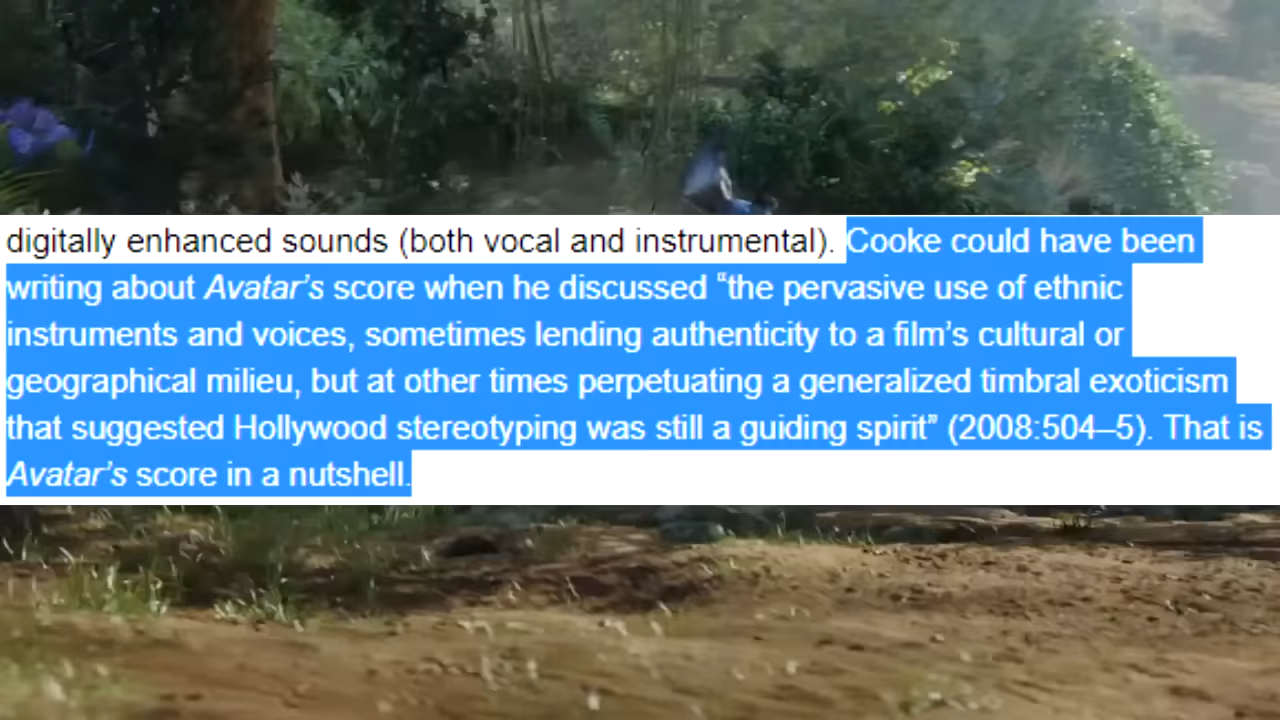 digitally enhanced sounds (both vocal and instrumental). Cooke could have been
writing about Avatar’s score when he discussed “the pervasive use of ethnic
instruments and voices, sometimes lending authenticity to a film’s cultural or
geographical milieu, but at other times perpetuating a generalized timbral exoticism
that suggested Hollywood stereotyping was still a guiding spirit” (2008:504–5). That is
Avatar’s score in a nutshell.